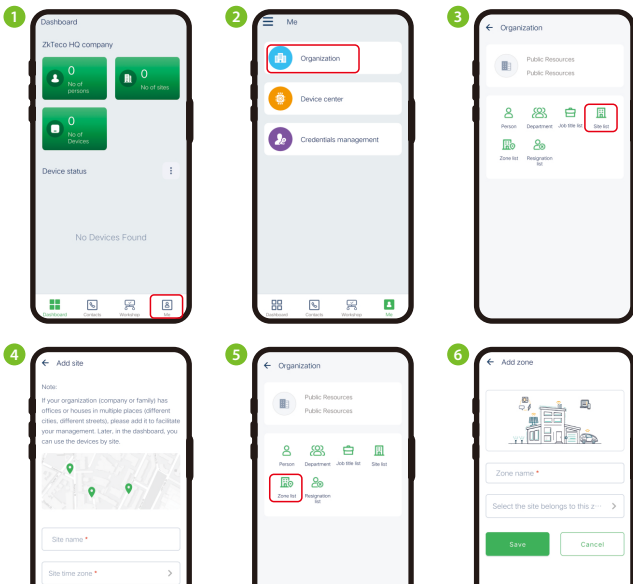 1
Dashboard
ZkTeco HQ company
0
No of
persons
0
No of sites
0
No of
Devices
Device status
No Devices Found
Dashboard
Contacts
Workshop
Me
2
Me
Organization
Device center
Credentials management
Dashboard
Contacts
Workshop
Me
3
Organization
Public Resources
Public Resources
Person
Department
Job title list
Site list
Zone list
Resignation
list
4
Add site
Note:
If your organization (company or family) has
offices or houses in multiple places (different
cities, different streets), please add it to facilitate
your management. Later, in the dashboard, you
can use the devices by site.
Site name *
Site time zone *
5
Organization
Public Resources
Public Resources
Person
Department
Job title list
Site list
Zone list
Resignation
list
6
Add zone
Zone name *
Select the site belongs to this z···
Save
Cancel